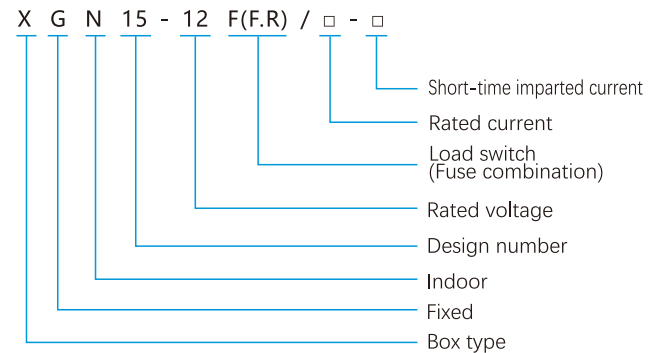 X G N 15 - 12 F(F.R) / □ - □
Short-time imparted current
Rated current
Load switch
(Fuse combination)
Rated voltage
Design number
Indoor
Fixed
Box type